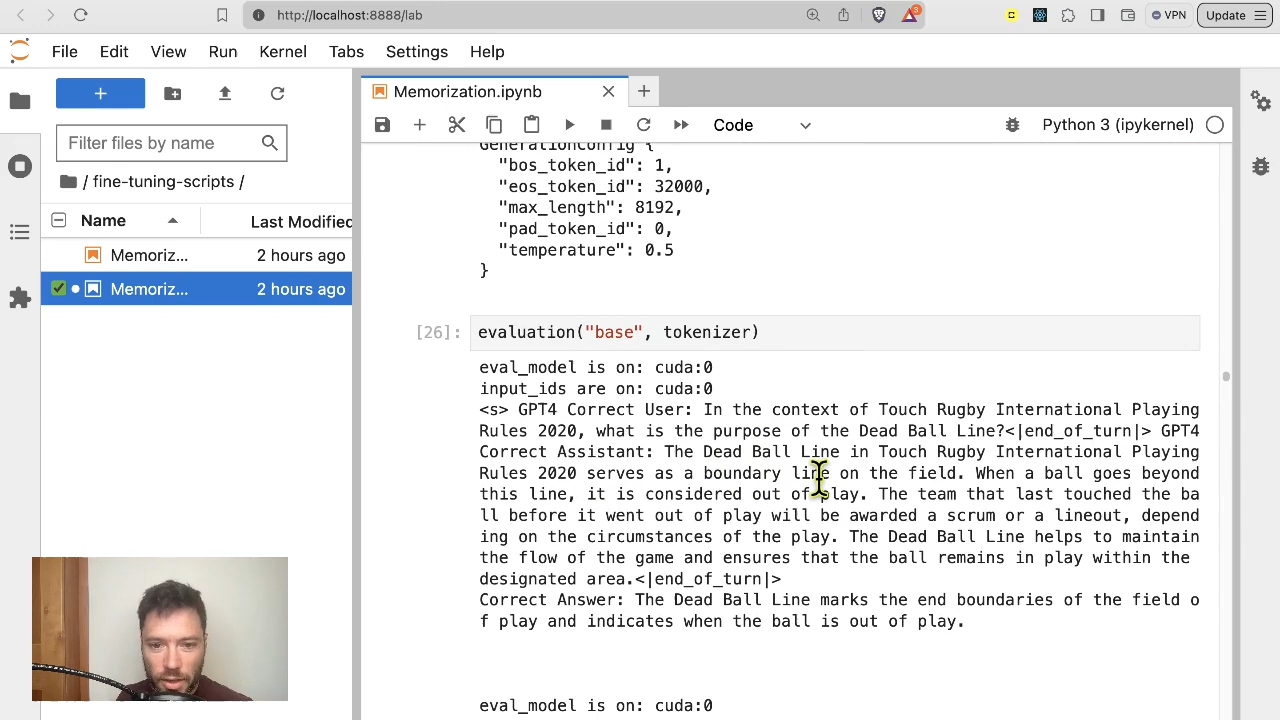 http://localhost:8888/lab
3
VPN
Update
File Edit View Run Kernel Tabs Settings Help
Memorization.ipynb
Filter files by name
Code
Python 3 (ipykernel)
/ fine-tuning-scripts /
Name
Last Modified
Memoriz...
2 hours ago
Memoriz...
2 hours ago
GenerationConfig {
"bos_token_id": 1,
"eos_token_id": 32000,
"max_length": 8192,
"pad_token_id": 0,
"temperature": 0.5
}
[26]:
evaluation("base", tokenizer)
eval_model is on: cuda:0
input_ids are on: cuda:0
<s> GPT4 Correct User: In the context of Touch Rugby International Playing
Rules 2020, what is the purpose of the Dead Ball Line?<|end_of_turn|> GPT4
Correct Assistant: The Dead Ball Line in Touch Rugby International Playing
Rules 2020 serves as a boundary line on the field. When a ball goes beyond
this line, it is considered out of play. The team that last touched the ba
ll before it went out of play will be awarded a scrum or a lineout, depend
ing on the circumstances of the play. The Dead Ball Line helps to maintain
the flow of the game and ensures that the ball remains in play within the
designated area.<|end_of_turn|>
Correct Answer: The Dead Ball Line marks the end boundaries of the field o
f play and indicates when the ball is out of play.
eval_model is on: cuda:0